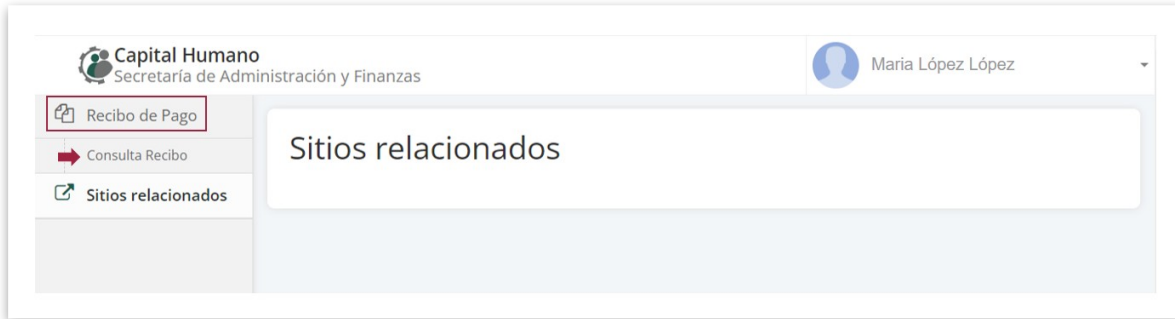 Capital Humano
Secretaría de Administración y Finanzas
Maria López López
Recibo de Pago
Consulta Recibo
Sitios relacionados
Sitios relacionados